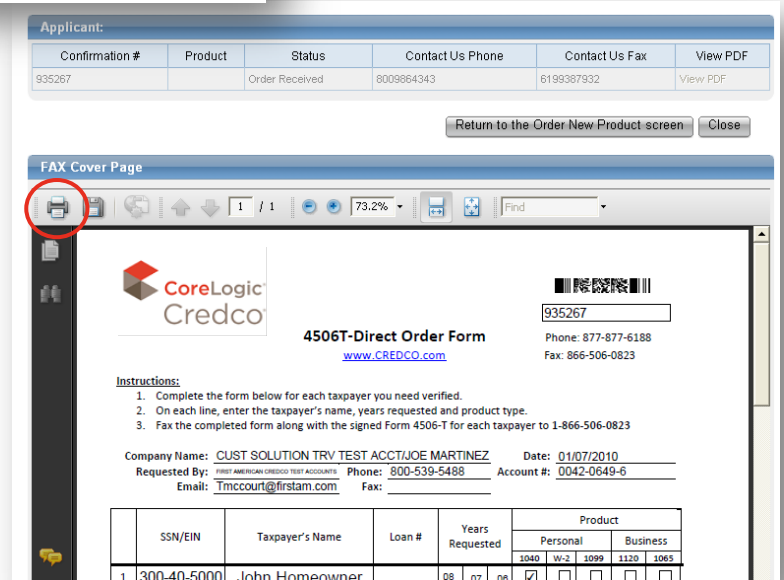 Applicant:
Confirmation # Product Status Contact Us Phone Contact Us Fax View PDF
935267 Order Received 8009864343 6199387932 View PDF
Return to the Order New Product screen Close
FAX Cover Page
1 / 1 73.2% Find
CoreLogic
Credco
935267
4506T-Direct Order Form
Phone: 877-877-6188
www.CREDCO.com
Fax: 866-506-0823
Instructions:
1. Complete the form below for each taxpayer you need verified.
2. On each line, enter the taxpayer's name, years requested and product type.
3. Fax the completed form along with the signed Form 4506-T for each taxpayer to 1-866-506-0823
Company Name: CUST SOLUTION TRV TEST ACCT/JOE MARTINEZ Date: 01/07/2010
Requested By: FIRST AMERICAN CREDCO TEST ACCOUNTS Phone: 800-539-5488 Account #: 0042-0649-6
Email: Tmccourt@firstam.com Fax:
SSN/EIN Taxpayer's Name Loan # Years Requested Product
Personal Business
1040 W-2 1099 1120 1065
1 300-40-5000 John Homeowner 08 07 06